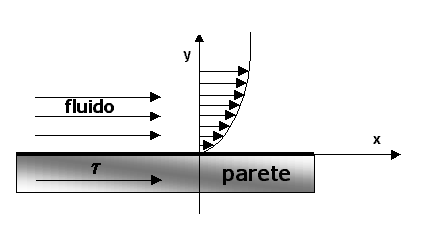 y
fluido
x
τ
parete